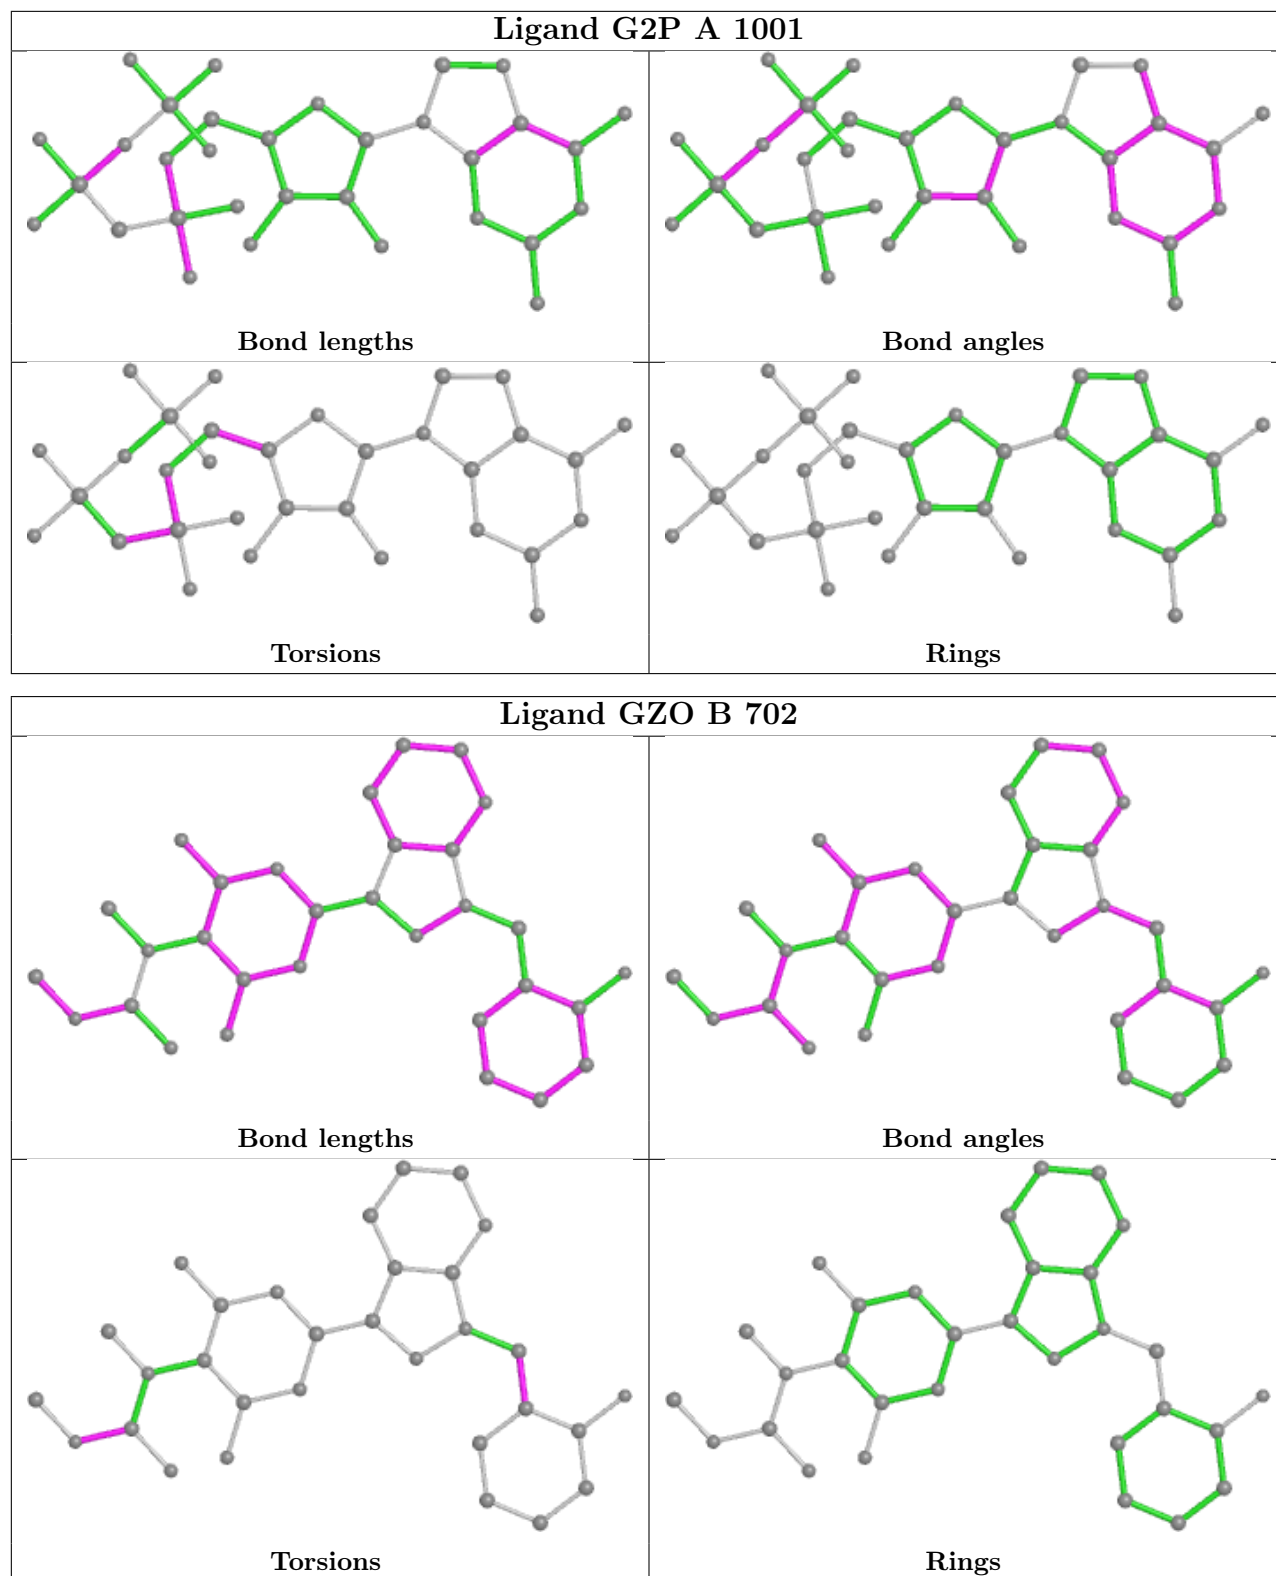 Ligand G2P A 1001
Bond lengths
Bond angles
Torsions
Rings
Ligand GZO B 702
Bond lengths
Bond angles
Torsions
Rings